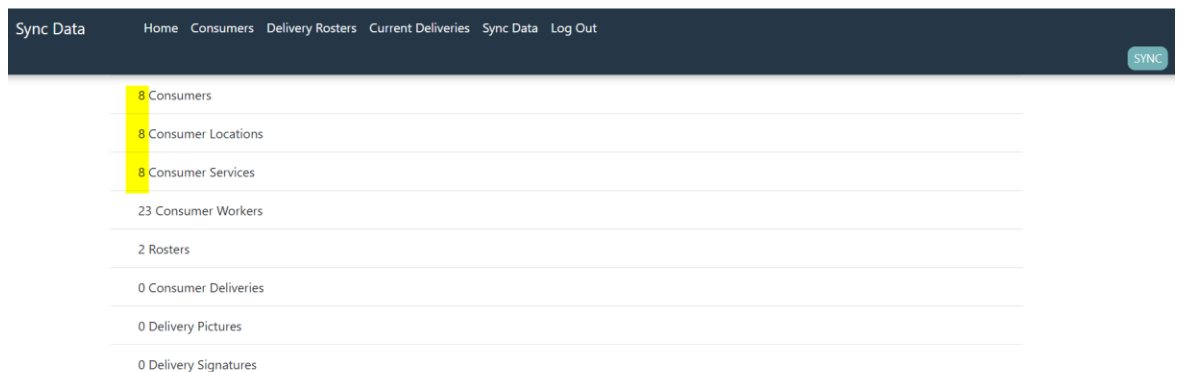 Sync Data Home Consumers Delivery Rosters Current Deliveries Sync Data Log Out
SYNC
8 Consumers
8 Consumer Locations
8 Consumer Services
23 Consumer Workers
2 Rosters
0 Consumer Deliveries
0 Delivery Pictures
0 Delivery Signatures